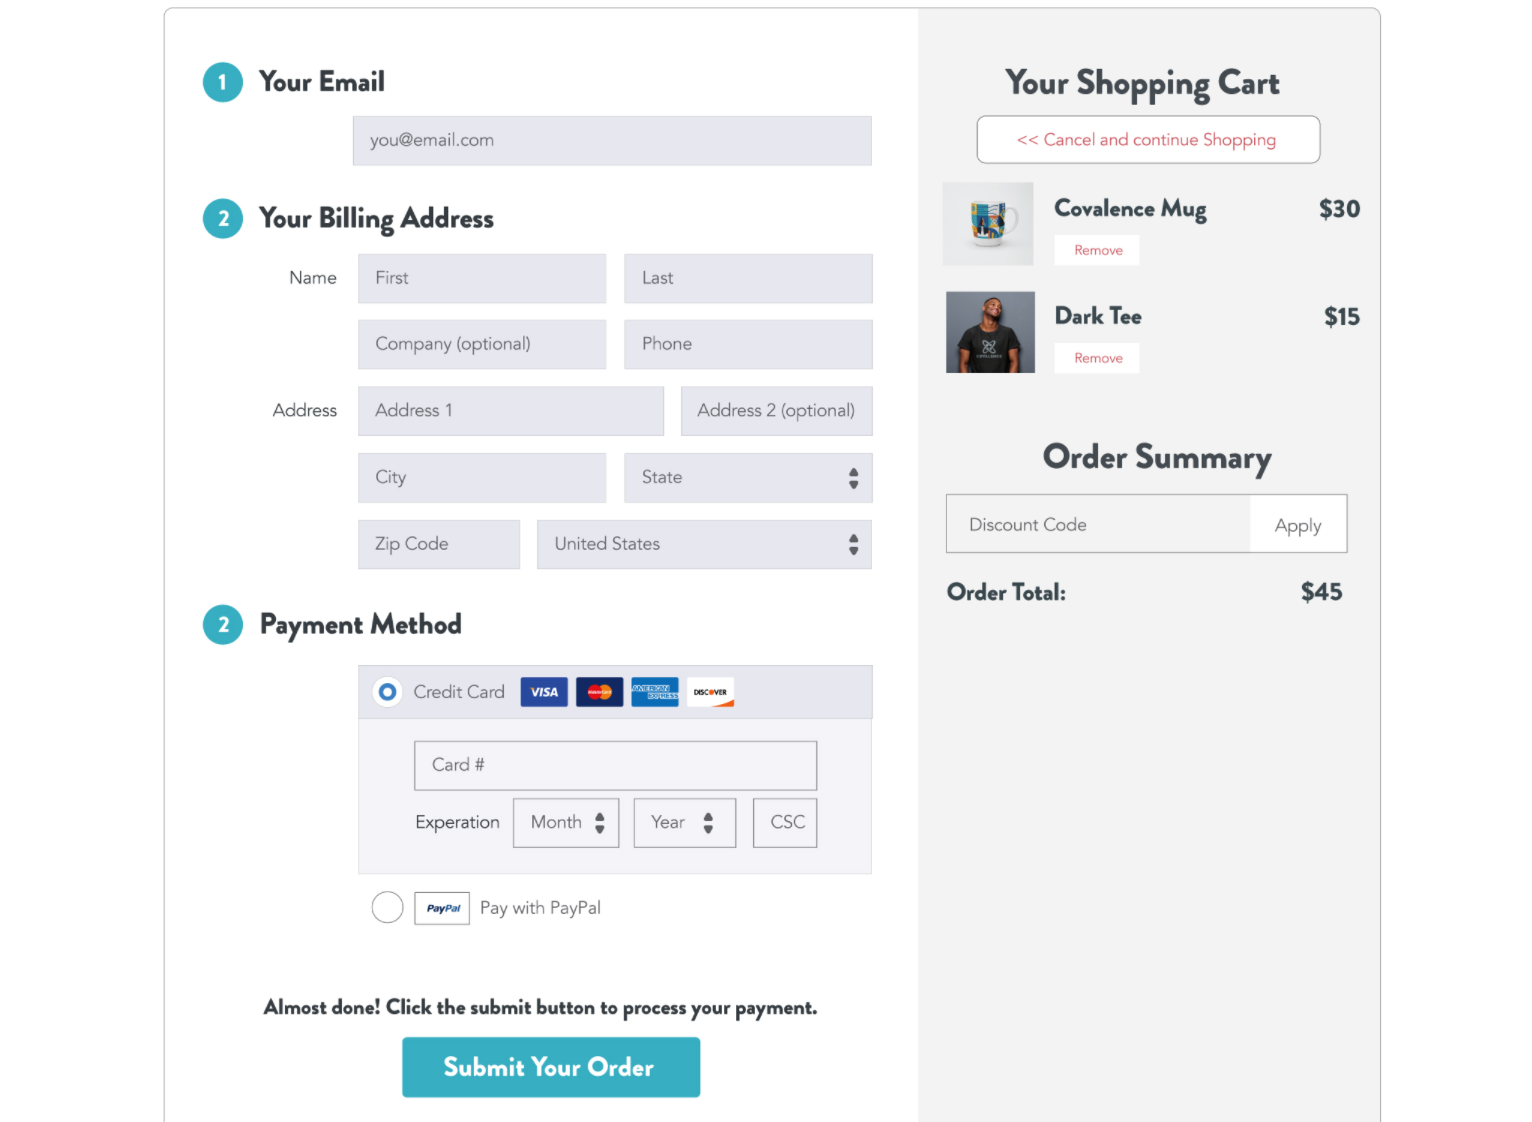 1 Your Email
you@email.com
2 Your Billing Address
Name First Last
Company (optional) Phone
Address Address 1 Address 2 (optional)
City State
Zip Code United States
2 Payment Method
Credit Card VISA MasterCard AMERICAN EXPRESS DISCOVER
Card #
Experation Month Year CSC
PayPal Pay with PayPal
Almost done! Click the submit button to process your payment.
Submit Your Order
Your Shopping Cart
<< Cancel and continue Shopping
Covalence Mug $30
Remove
Dark Tee $15
COVALENCE
Remove
Order Summary
Discount Code Apply
Order Total: $45